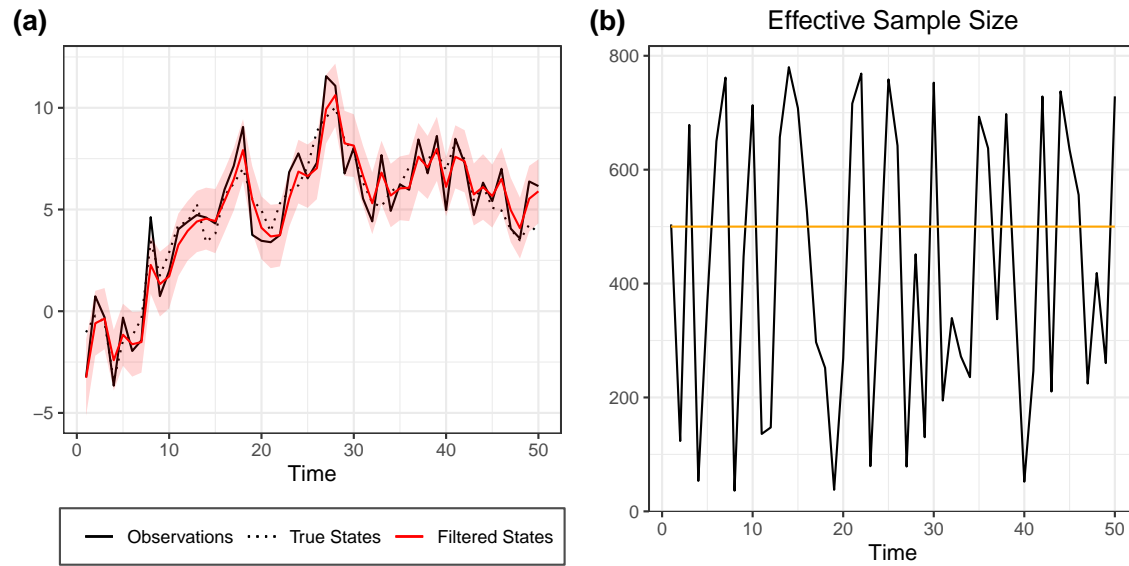 (a)
10
5
0
−5
0
10
20
30
40
50
Time
Observations
True States
Filtered States
(b)
Effective Sample Size
800
600
400
200
0
0
10
20
30
40
50
Time